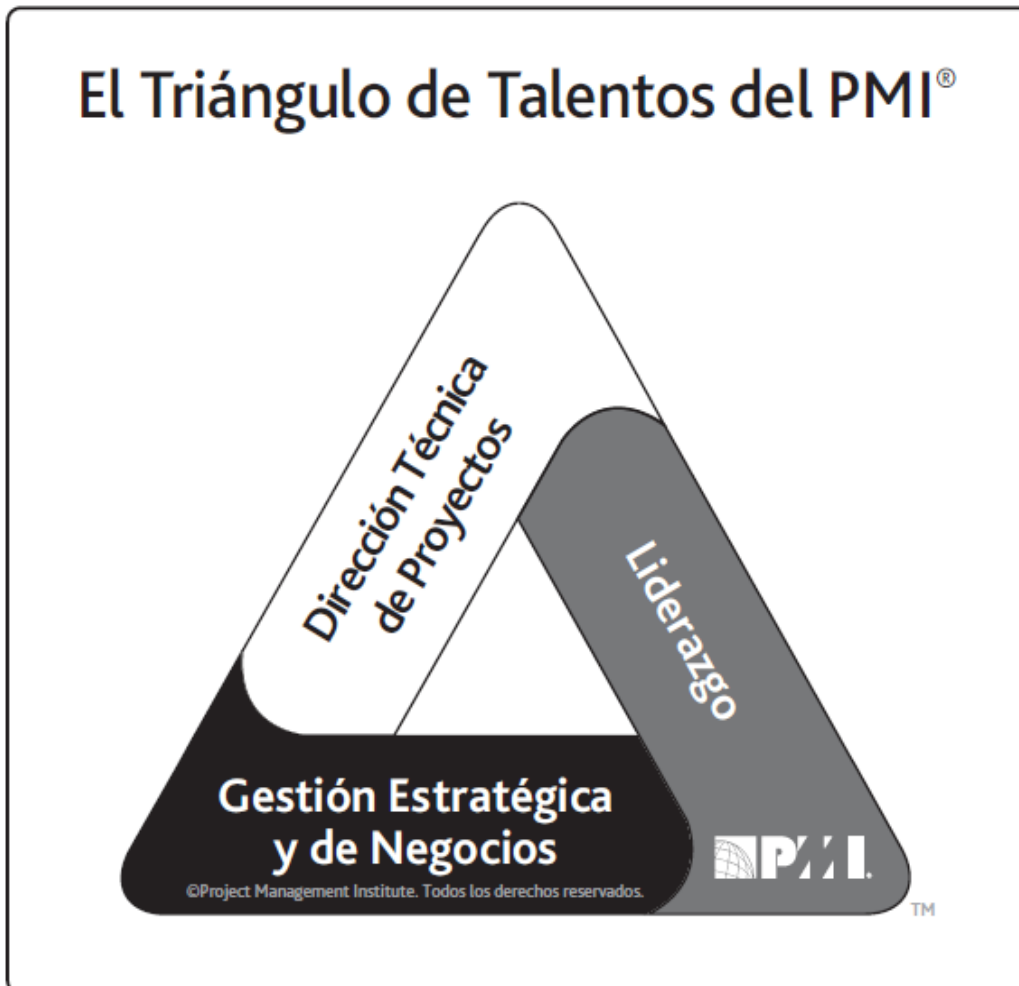 El Triángulo de Talentos del PMI®
Dirección Técnica
de Proyectos
Liderazgo
Gestión Estratégica
y de Negocios
©Project Management Institute. Todos los derechos reservados.
PMI.
TM